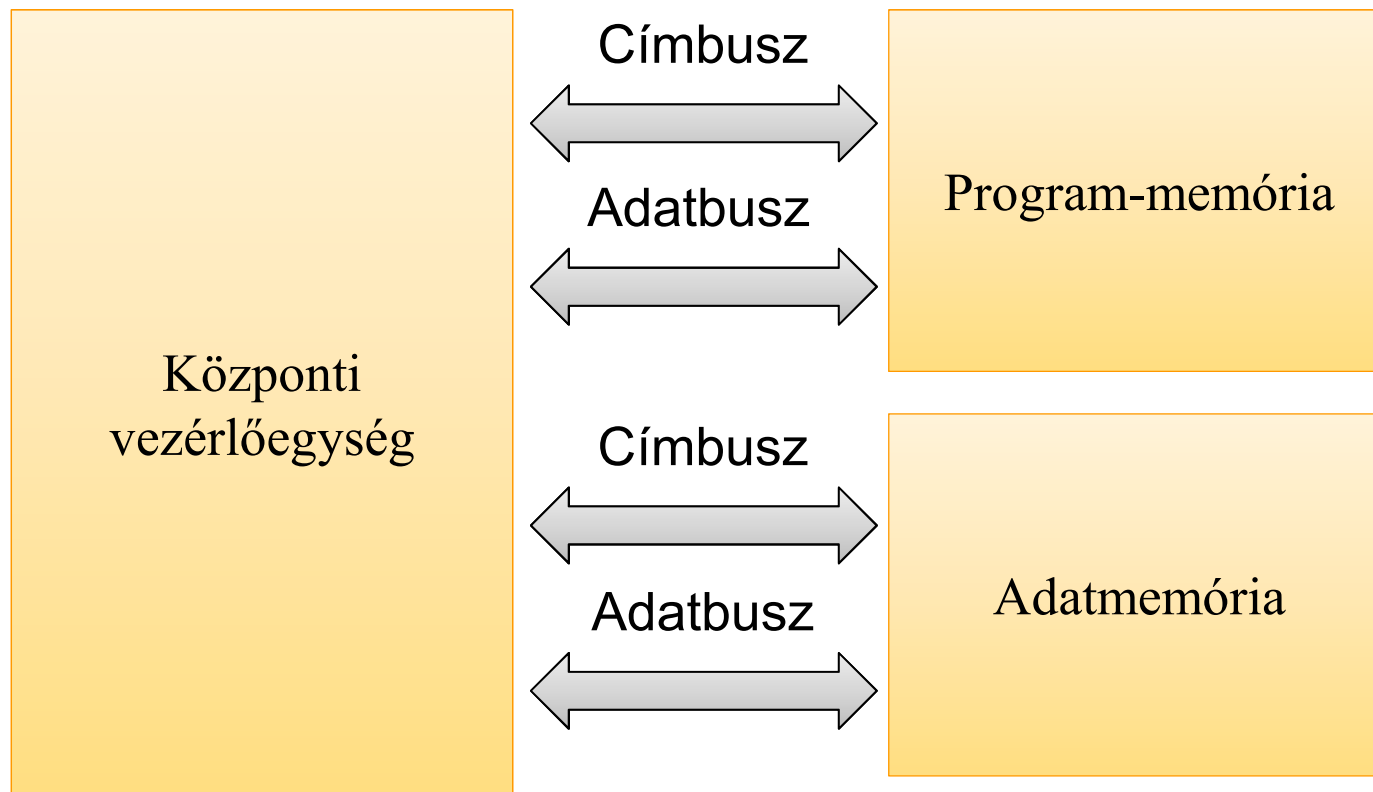 Központi
vezérlőegység
Címbusz
Adatbusz
Program-memória
Címbusz
Adatbusz
Adatmemória